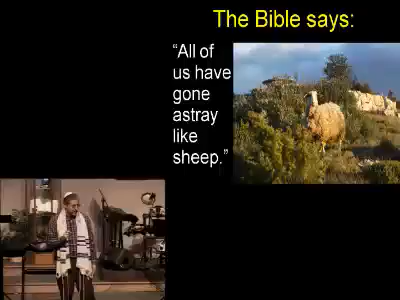 The Bible says:
“All of
us have
gone
astray
like
sheep.”